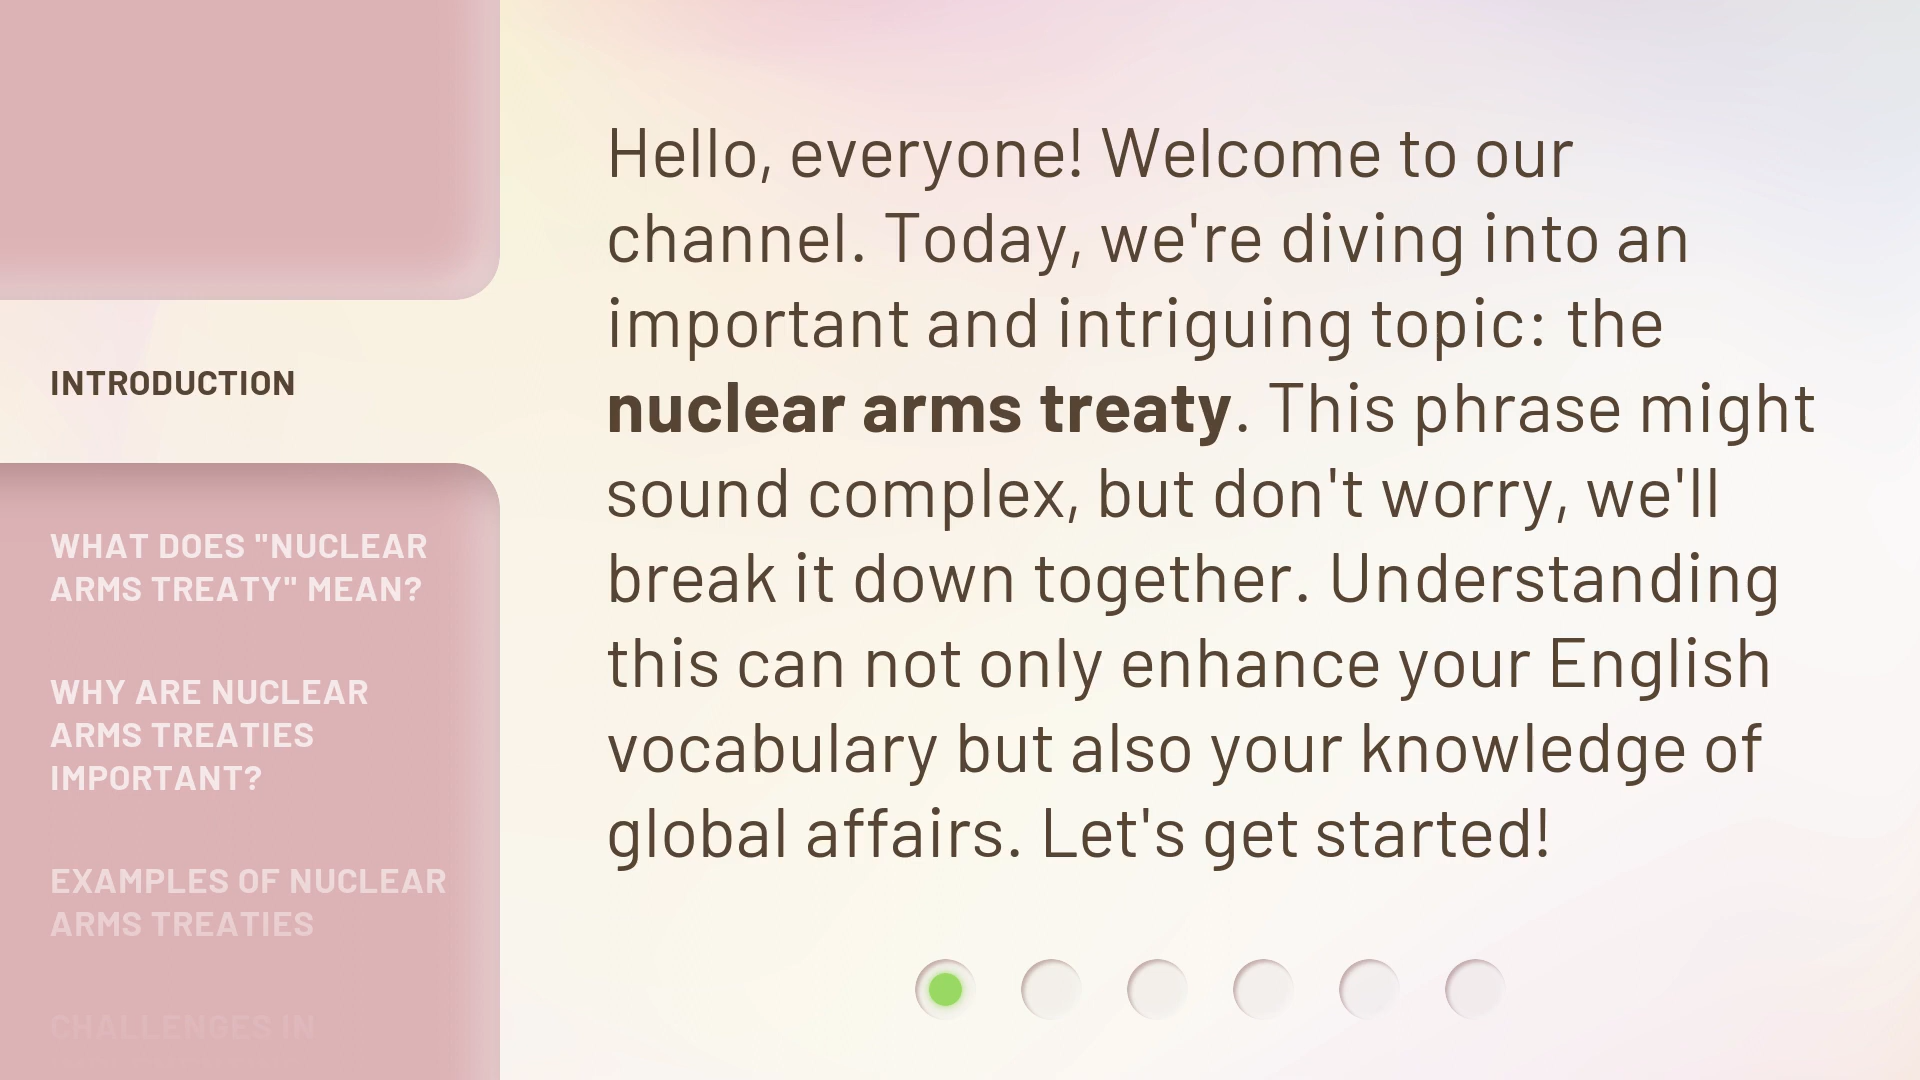 INTRODUCTION
WHAT DOES "NUCLEAR
ARMS TREATY" MEAN?
WHY ARE NUCLEAR
ARMS TREATIES
IMPORTANT?
EXAMPLES OF NUCLEAR
ARMS TREATIES
CHALLENGES IN
Hello, everyone! Welcome to our
channel. Today, we're diving into an
important and intriguing topic: the
nuclear arms treaty. This phrase might
sound complex, but don't worry, we'll
break it down together. Understanding
this can not only enhance your English
vocabulary but also your knowledge of
global affairs. Let's get started!